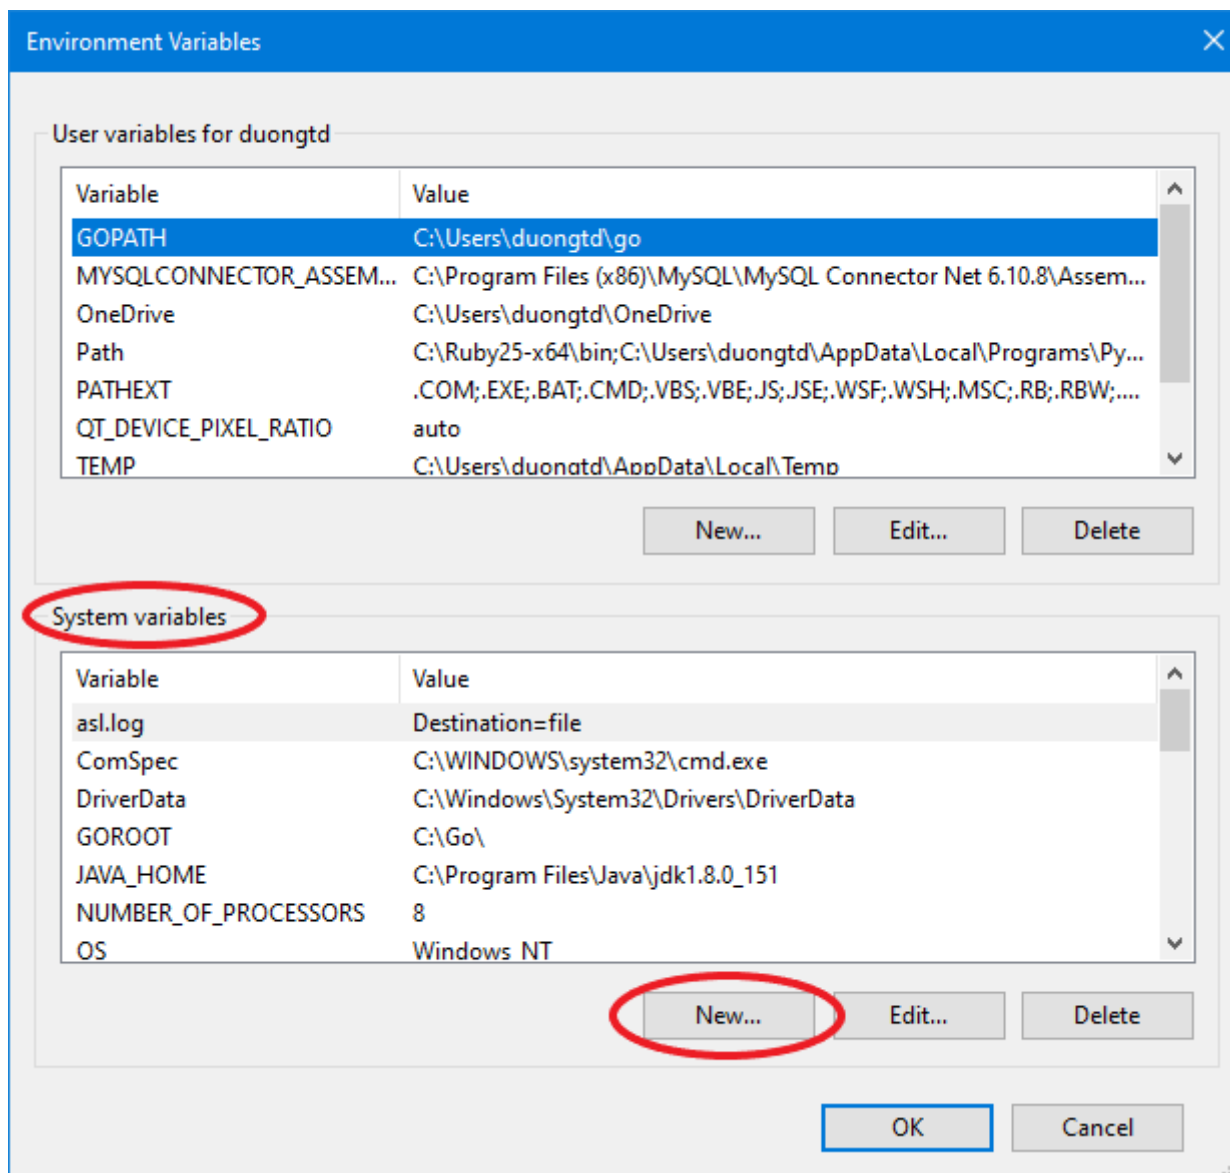 Environment Variables
User variables for duongtd
Variable Value
GOPATH C:\Users\duongtd\go
MYSQLCONNECTOR_ASSEM... C:\Program Files (x86)\MySQL\MySQL Connector Net 6.10.8\Assem...
OneDrive C:\Users\duongtd\OneDrive
Path C:\Ruby25-x64\bin;C:\Users\duongtd\AppData\Local\Programs\Py...
PATHEXT .COM;.EXE;.BAT;.CMD;.VBS;.VBE;.JS;.JSE;.WSF;.WSH;.MSC;.RB;.RBW;....
QT_DEVICE_PIXEL_RATIO auto
TEMP C:\Users\duongtd\AppData\Local\Temp
New... Edit... Delete
System variables
Variable Value
asl.log Destination=file
ComSpec C:\WINDOWS\system32\cmd.exe
DriverData C:\Windows\System32\Drivers\DriverData
GOROOT C:\Go\
JAVA_HOME C:\Program Files\Java\jdk1.8.0_151
NUMBER_OF_PROCESSORS 8
OS Windows_NT
New... Edit... Delete
OK Cancel